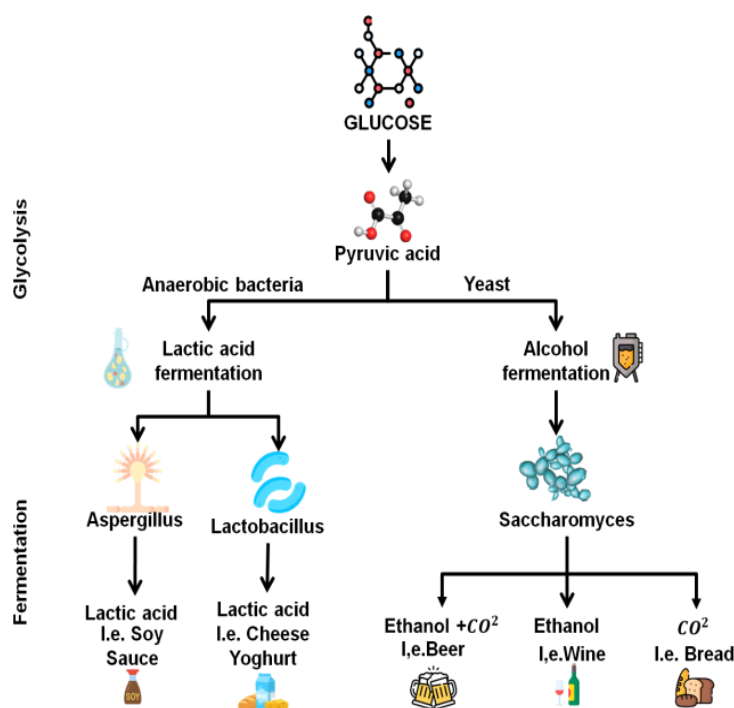 GLUCOSE
Glycolysis
Pyruvic acid
Anaerobic bacteria
Yeast
Lactic acid
fermentation
Alcohol
fermentation
Fermentation
Aspergillus
Lactobacillus
Saccharomyces
Lactic acid
I.e. Soy
Sauce
SOY
Lactic acid
I.e. Cheese
Yoghurt
Ethanol +CO²
I,e.Beer
Ethanol
I,e.Wine
CO²
I.e. Bread